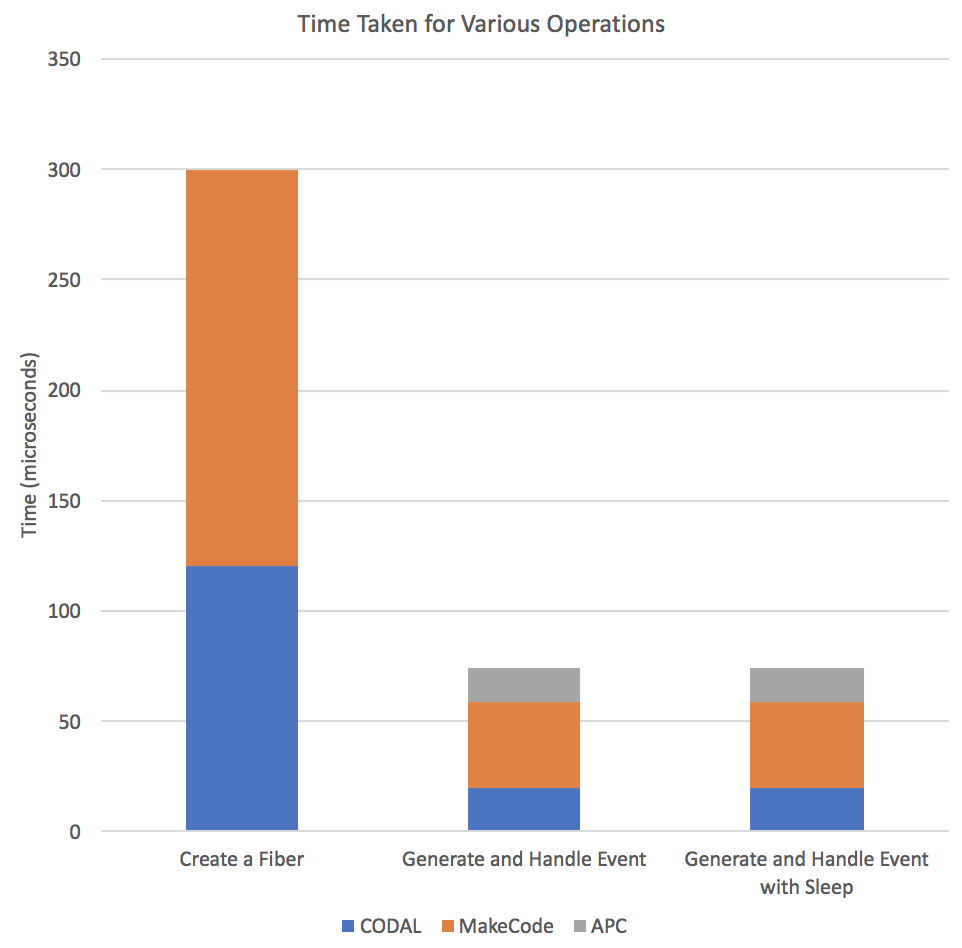 Time Taken for Various Operations
350
300
250
200
150
100
50
0
Time (microseconds)
Create a Fiber
Generate and Handle Event
Generate and Handle Event
with Sleep
CODAL MakeCode APC